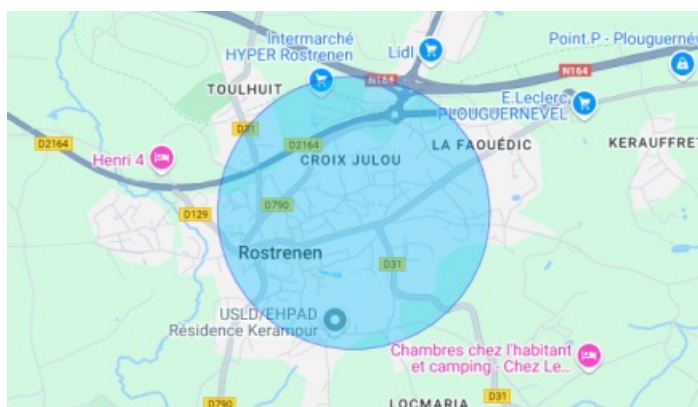 Intermarché
HYPER Rostrenen
Lidl
Point.P - Plouguerné
N164
N164
TOULHUIT
E.Leclerc
PLOUGUERNEVEL
D31
D2164
D2164
CROIX JULOU
LA FAOUÉDIC
KERAUFFRET
Henri 4
D790
D129
Rostrenen
D31
USLD/EHPAD
Résidence Keramour
Chambres chez l'habitant
et camping - Chez Le...
D790
D31
LOCMARIA